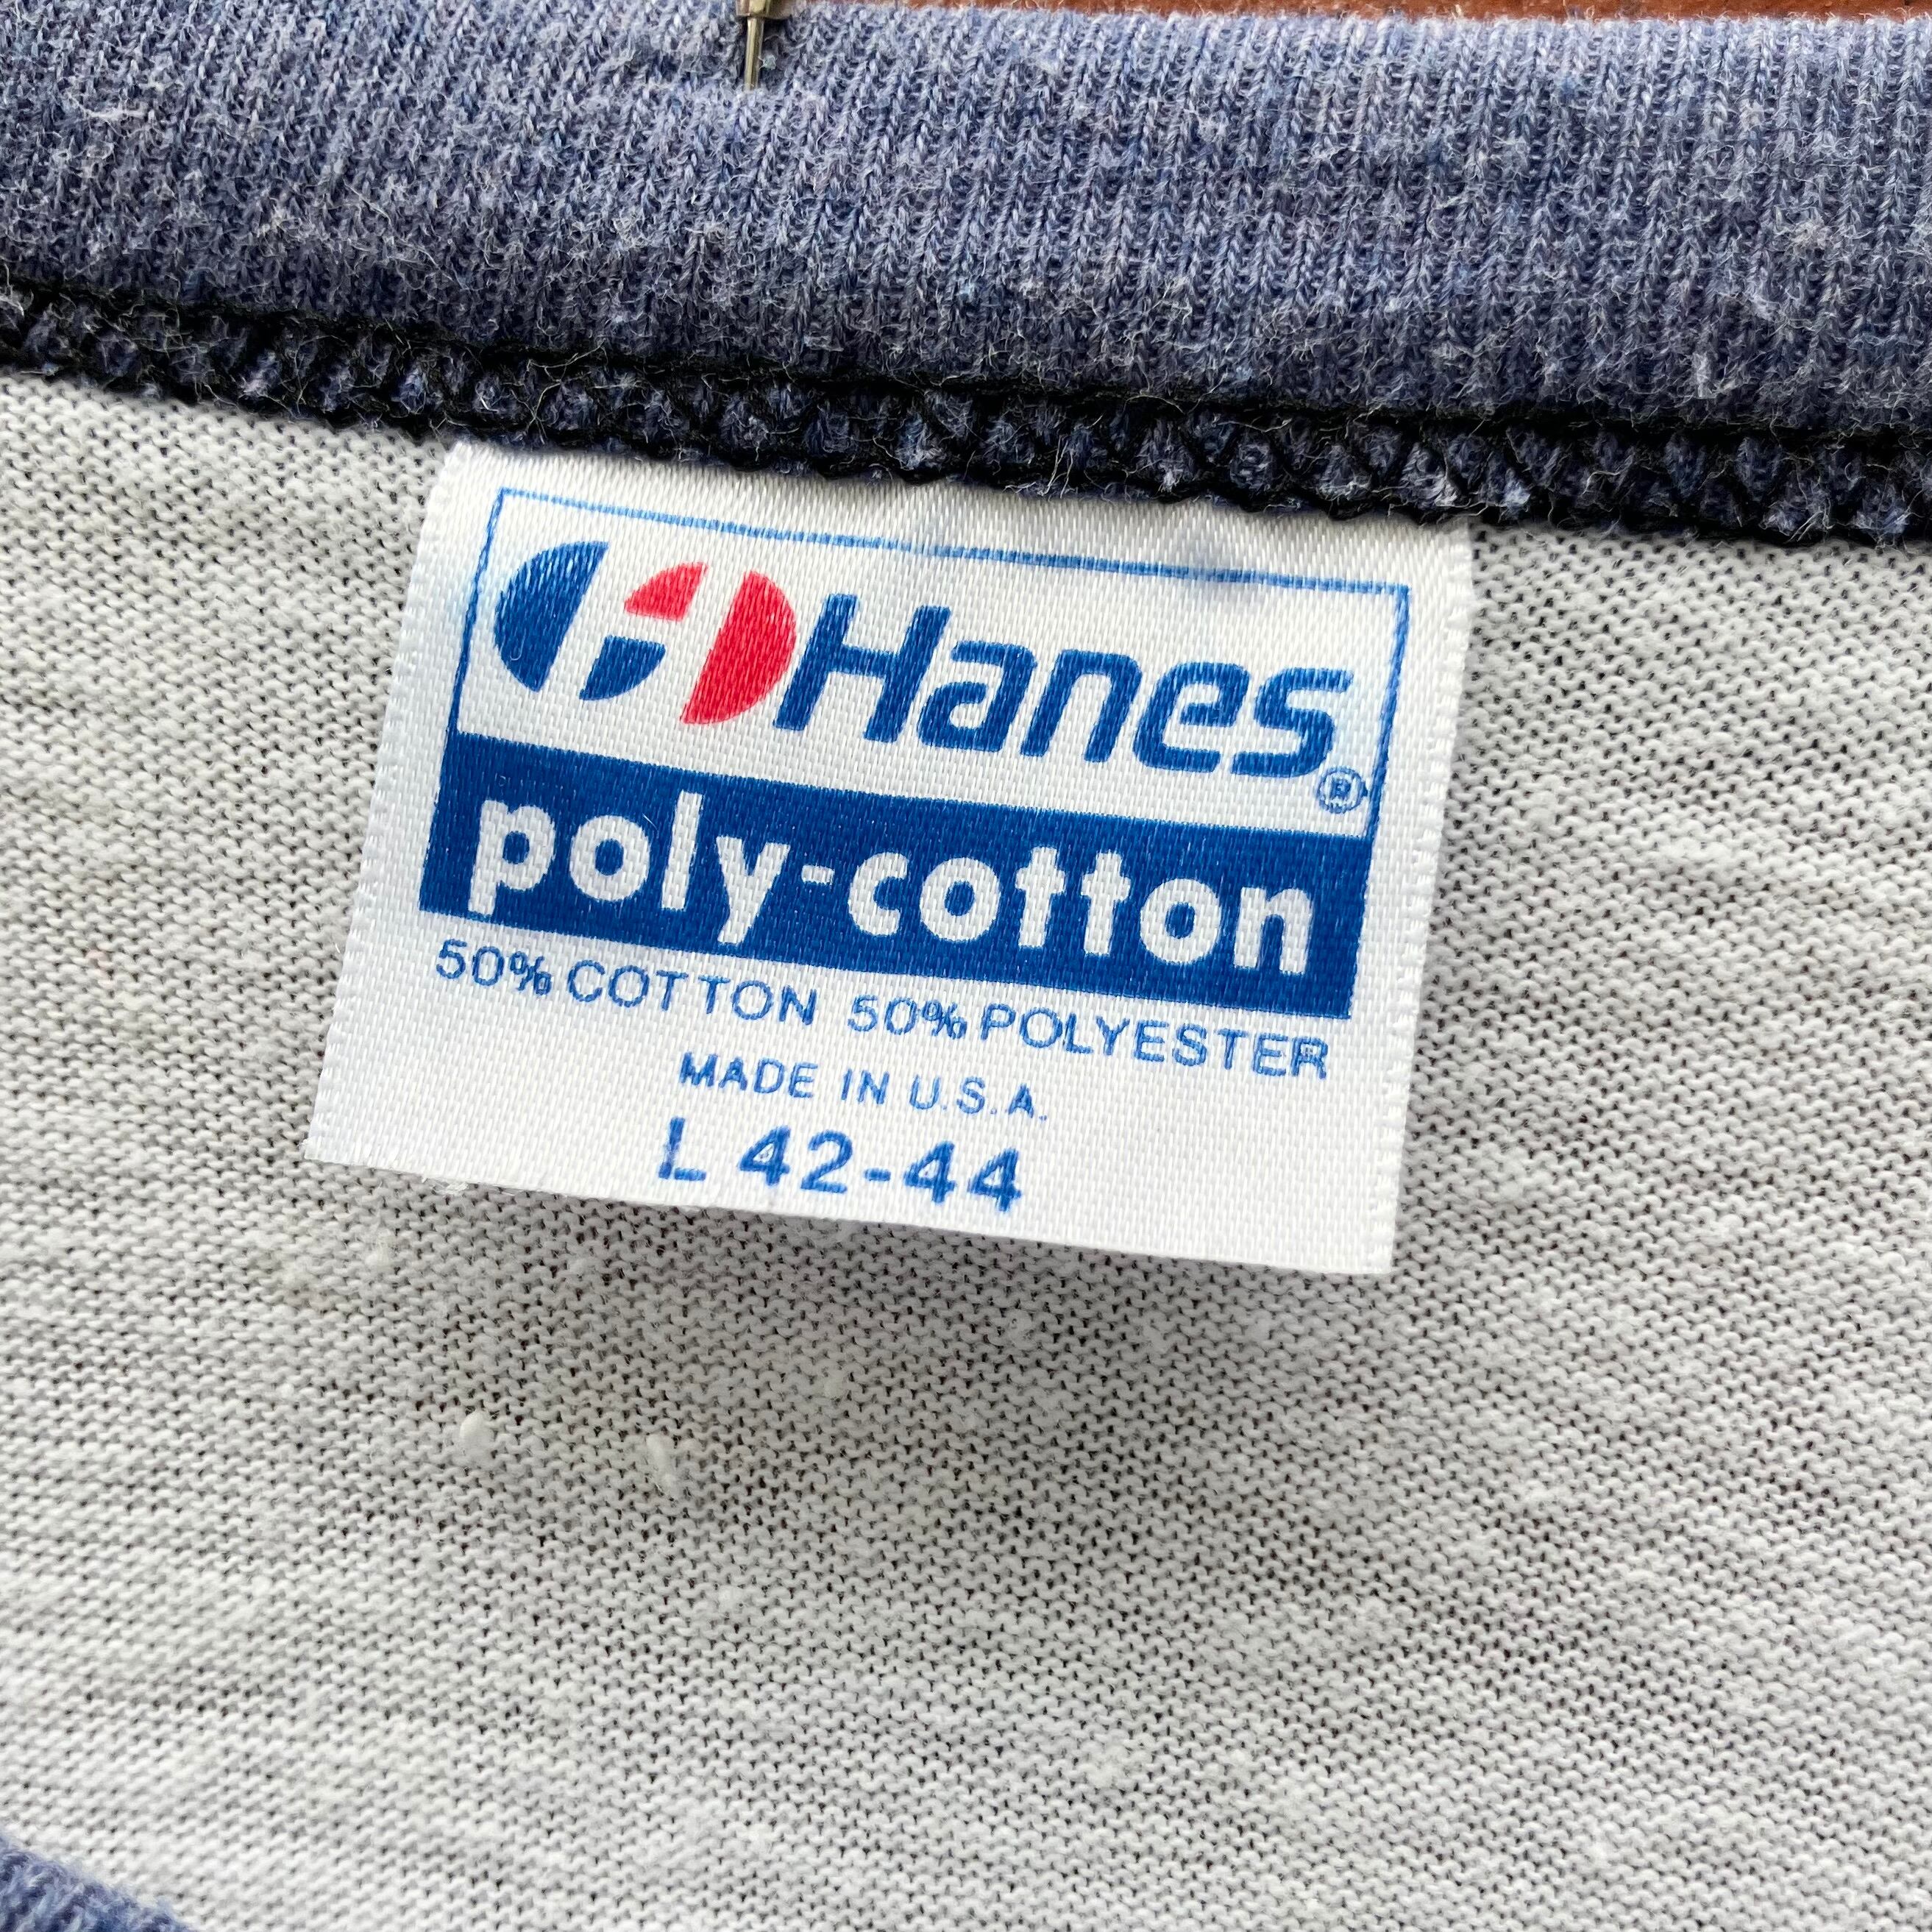 Hanes®
poly-cotton
50% COTTON 50% POLYESTER
MADE IN U.S.A.
L 42-44